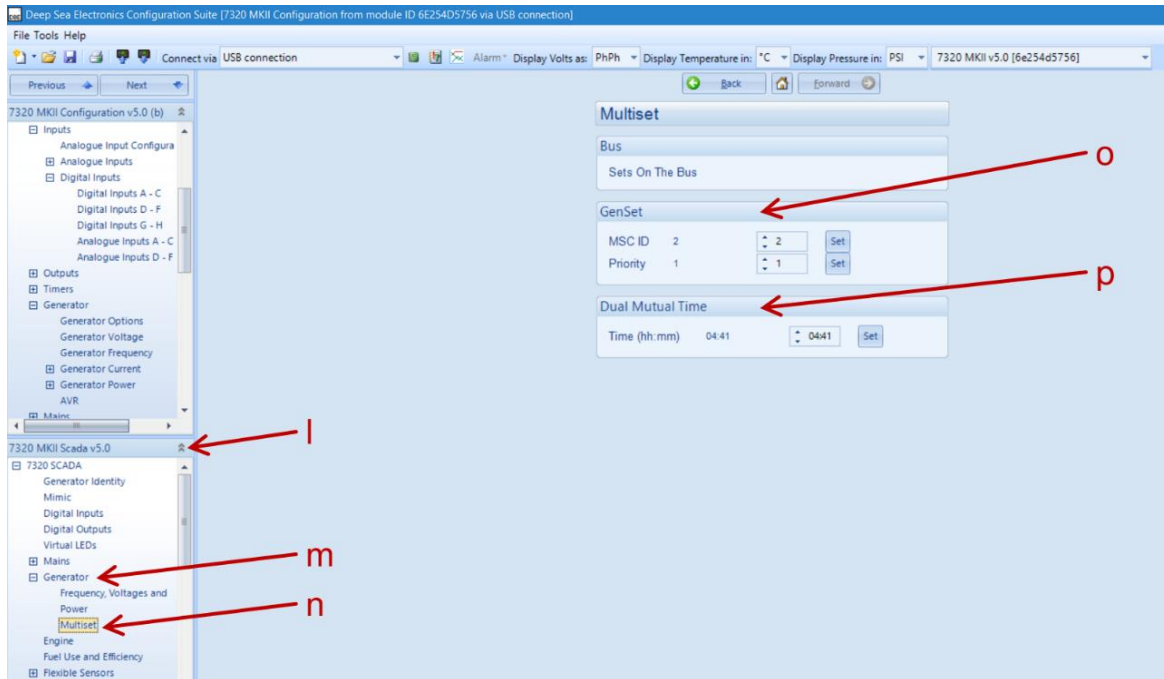 Deep Sea Electronics Configuration Suite [7320 MKII Configuration from module ID 6E254D5756 via USB connection]
File Tools Help
Connect via USB connection Alarm Display Volts as: PhPh Display Temperature in: °C Display Pressure in: PSI 7320 MKII v5.0 [6e254d5756]
Previous Next
Back Forward
7320 MKII Configuration v5.0 (b)
Inputs
Analogue Input Configura
Analogue Inputs
Digital Inputs
Digital Inputs A - C
Digital Inputs D - F
Digital Inputs G - H
Analogue Inputs A - C
Analogue Inputs D - F
Outputs
Timers
Generator
Generator Options
Generator Voltage
Generator Frequency
Generator Current
Generator Power
AVR
Mains
7320 MKII Scada v5.0
7320 SCADA
Generator Identity
Mimic
Digital Inputs
Digital Outputs
Virtual LEDs
Mains
Generator
Frequency, Voltages and
Power
Multiset
Engine
Fuel Use and Efficiency
Flexible Sensors
l
m
n
Multiset
Bus
Sets On The Bus
GenSet
MSC ID 2 2 Set
Priority 1 1 Set
Dual Mutual Time
Time (hh:mm) 04:41 04:41 Set
o
p